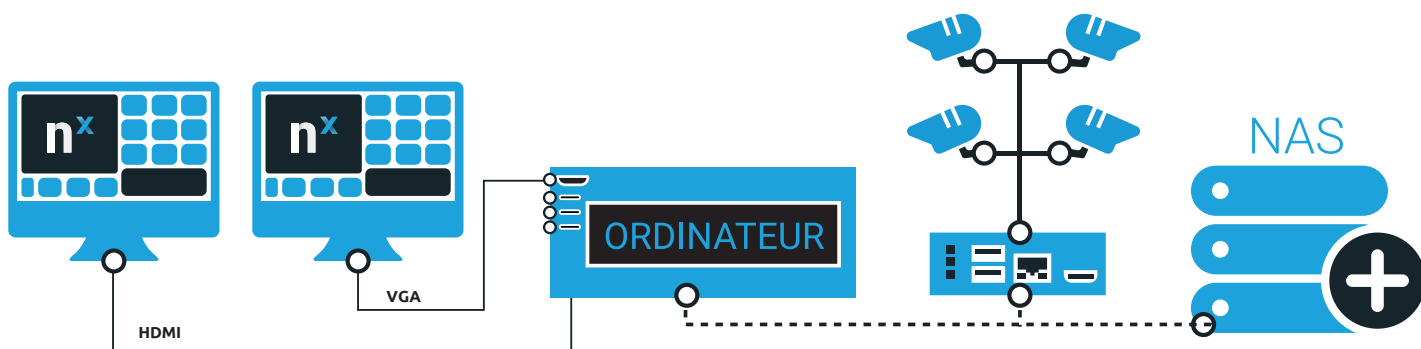 nx
nx
NAS
ORDINATEUR
VGA
HDMI